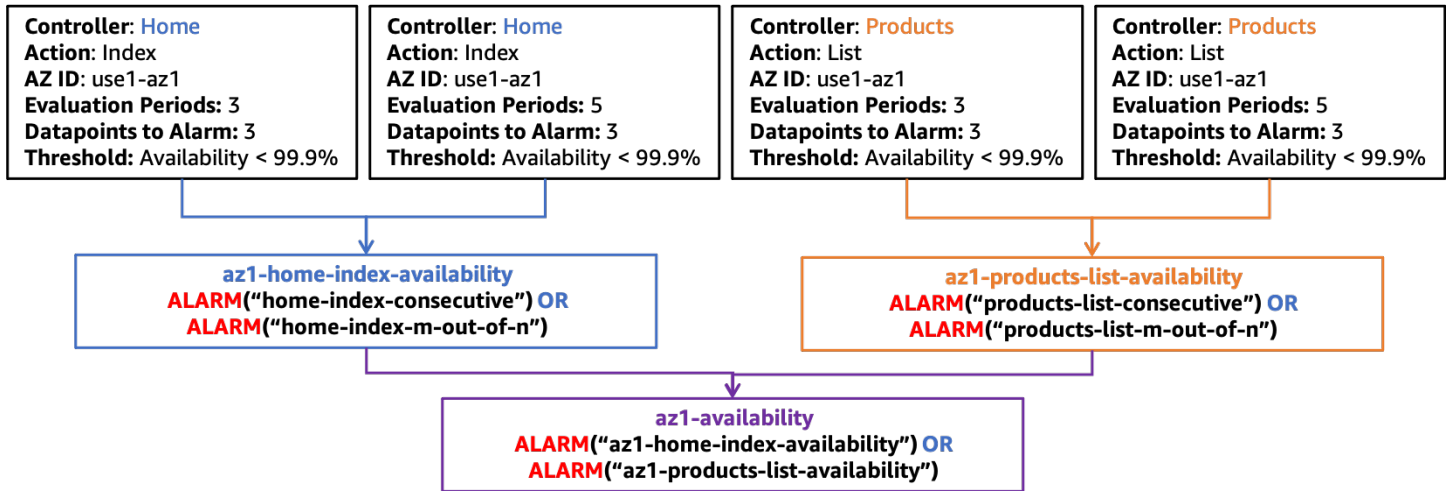 Controller: Home
Action: Index
AZ ID: use1-az1
Evaluation Periods: 3
Datapoints to Alarm: 3
Threshold: Availability < 99.9%
Controller: Home
Action: Index
AZ ID: use1-az1
Evaluation Periods: 5
Datapoints to Alarm: 3
Threshold: Availability < 99.9%
Controller: Products
Action: List
AZ ID: use1-az1
Evaluation Periods: 3
Datapoints to Alarm: 3
Threshold: Availability < 99.9%
Controller: Products
Action: List
AZ ID: use1-az1
Evaluation Periods: 5
Datapoints to Alarm: 3
Threshold: Availability < 99.9%
az1-home-index-availability
ALARM(“home-index-consecutive”) OR
ALARM(“home-index-m-out-of-n”)
az1-products-list-availability
ALARM(“products-list-consecutive”) OR
ALARM(“products-list-m-out-of-n”)
az1-availability
ALARM(“az1-home-index-availability”) OR
ALARM(“az1-products-list-availability”)